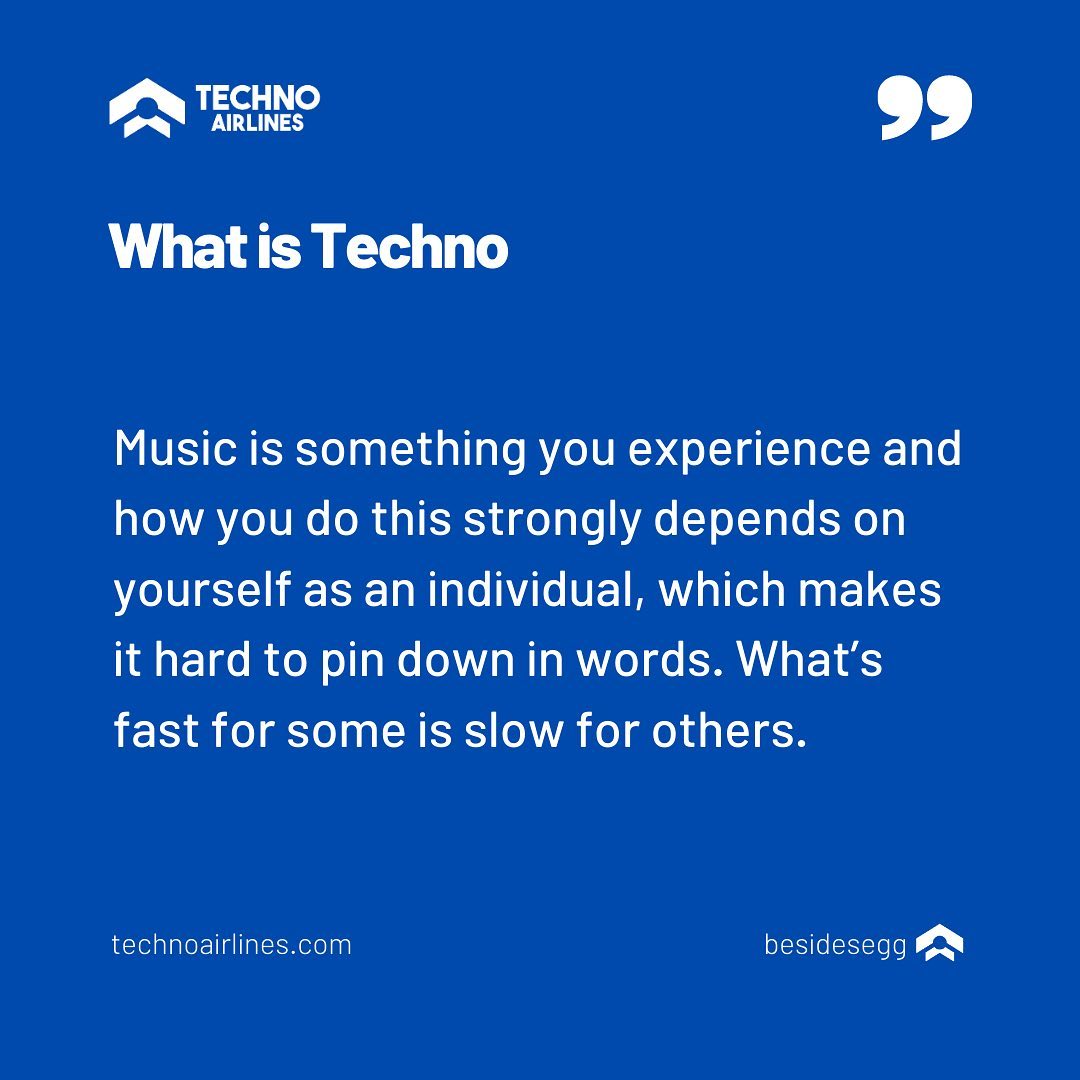 TECHNO
AIRLINES
”
What is Techno
Music is something you experience and
how you do this strongly depends on
yourself as an individual, which makes
it hard to pin down in words. What’s
fast for some is slow for others.
technoairlines.com
besidesegg